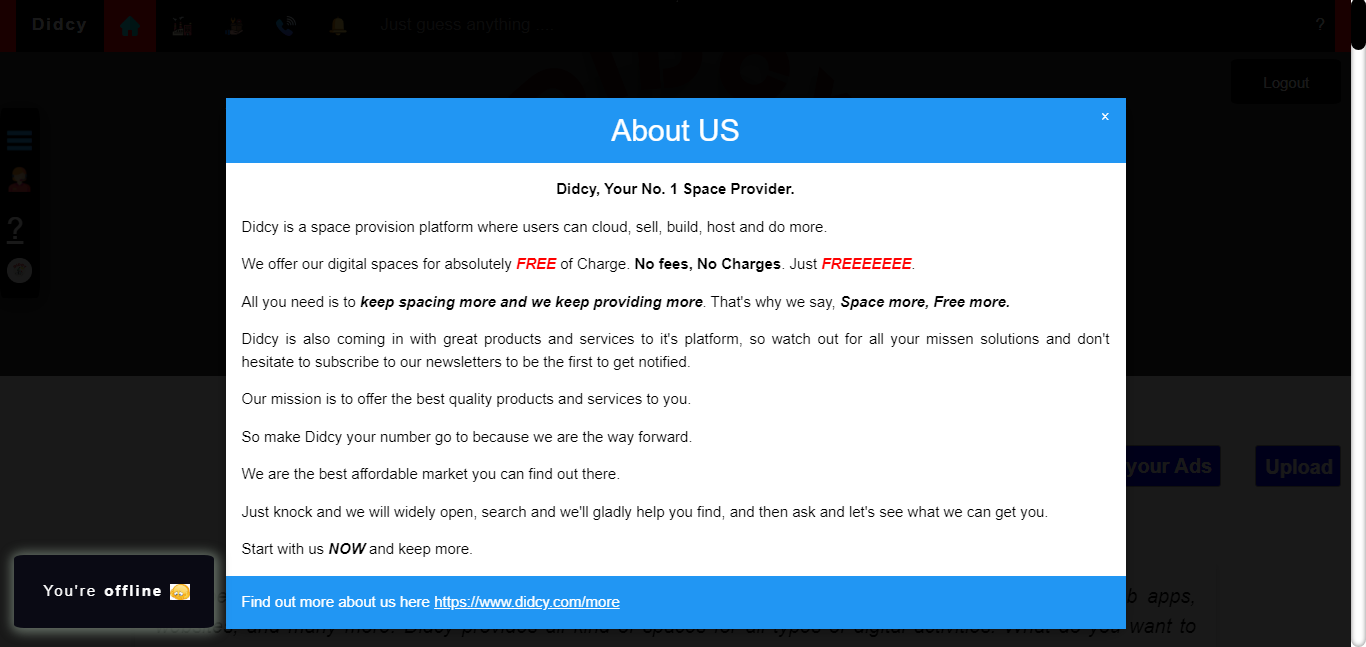 Didcy
Just guess anything ...
?
Logout
About US
×
Didcy, Your No. 1 Space Provider.
Didcy is a space provision platform where users can cloud, sell, build, host and do more.
We offer our digital spaces for absolutely FREE of Charge. No fees, No Charges. Just FREEEEEEE.
All you need is to keep spacing more and we keep providing more. That's why we say, Space more, Free more.
Didcy is also coming in with great products and services to it's platform, so watch out for all your missen solutions and don't
hesitate to subscribe to our newsletters to be the first to get notified.
Our mission is to offer the best quality products and services to you.
So make Didcy your number go to because we are the way forward.
We are the best affordable market you can find out there.
Just knock and we will widely open, search and we'll gladly help you find, and then ask and let's see what we can get you.
Start with us NOW and keep more.
Find out more about us here https://www.didcy.com/more
?
your Ads
Upload
You're offline
apps,
and many more. Didcy provides all kind of spaces for all types of digital activities. What do you want to